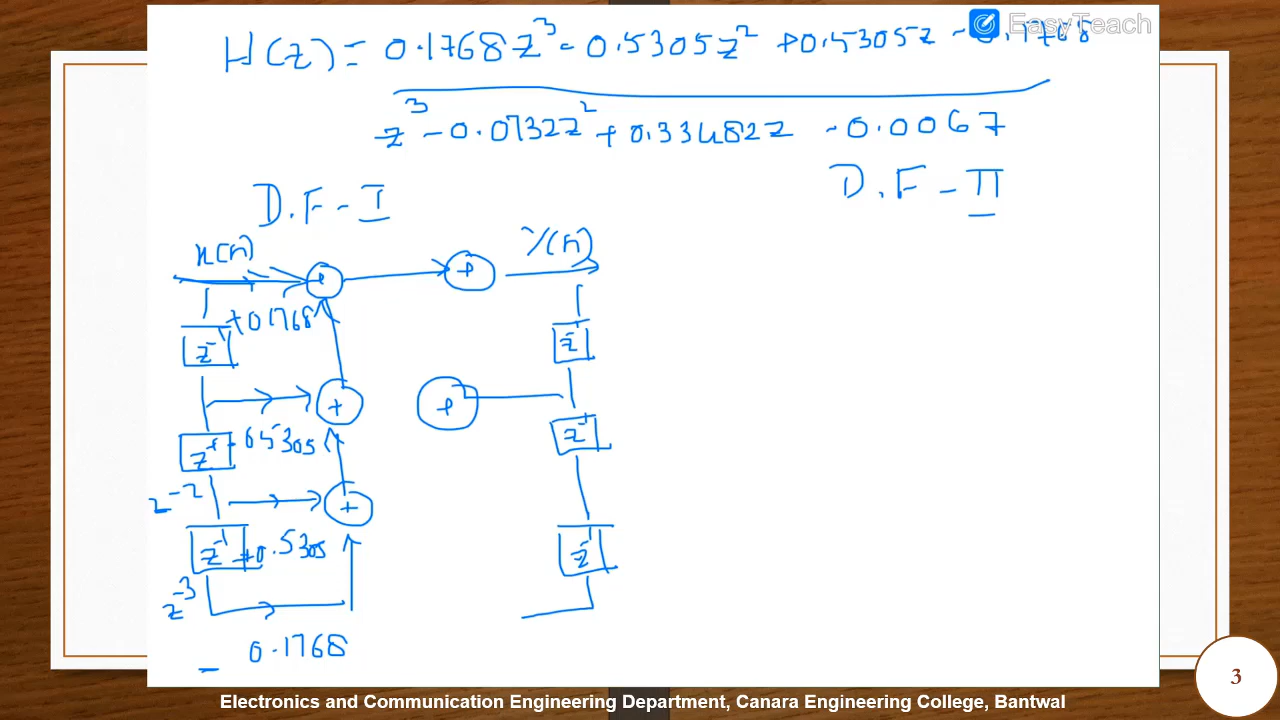 EasyTeach
H(z) = 0.1768z³ - 0.5305z² + 0.5305z - 0.1768
z³ - 0.0732z² + 0.33482z - 0.0067
D.F - I
D.F - II
x(n)
Y(n)
+
+
+0.1768
z⁻¹
z⁻¹
+
+
-0.5305
z⁻¹
z⁻¹
z⁻²
+
+0.5305
z⁻¹
z⁻¹
z⁻³
- 0.1768
3
Electronics and Communication Engineering Department, Canara Engineering College, Bantwal